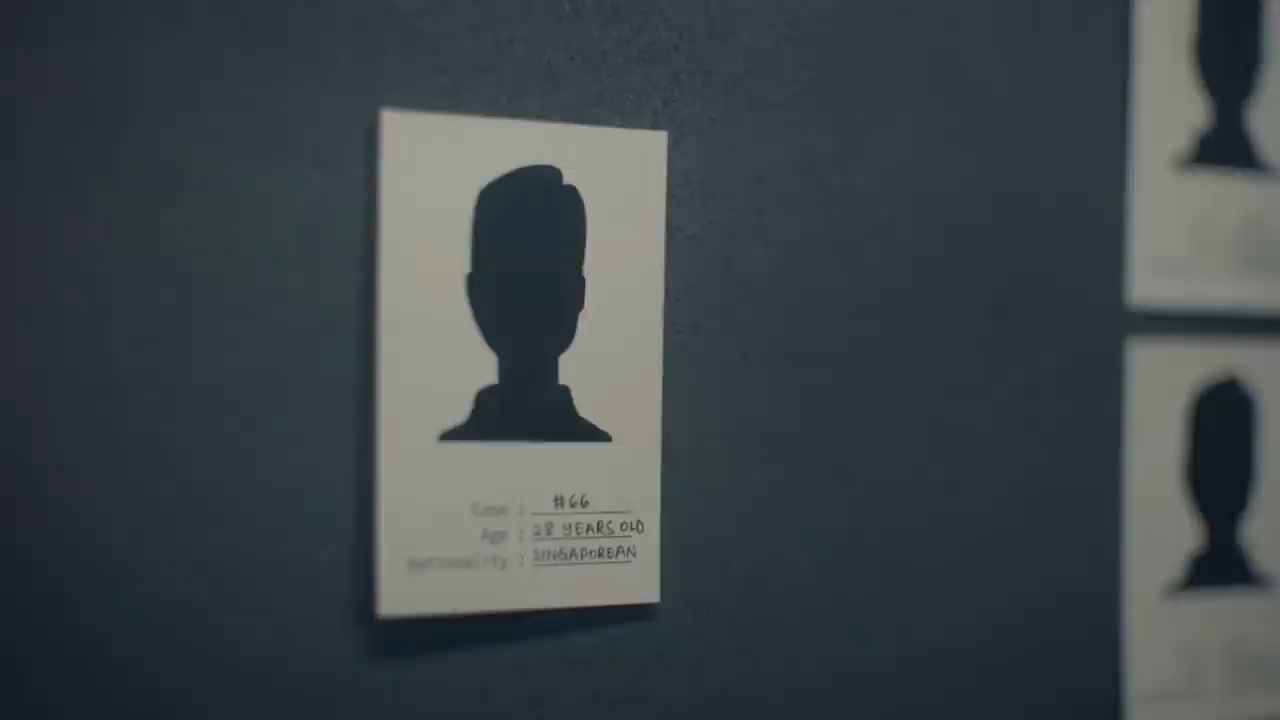 Case : #66
Age : 28 YEARS OLD
Nationality : SINGAPOREAN